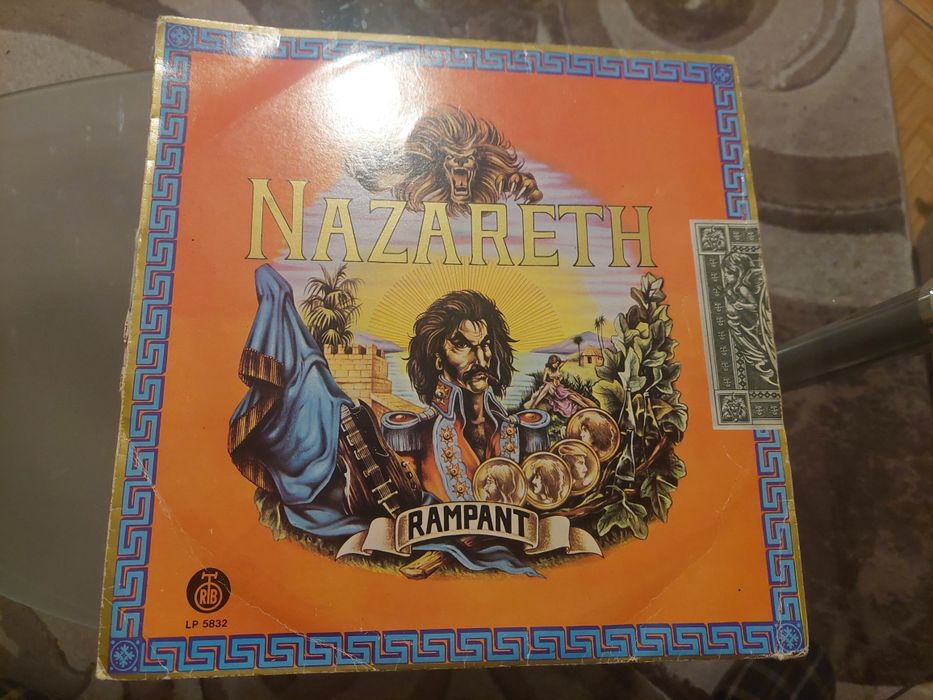 NAZARETH
RAMPANT
RTB
LP 5832